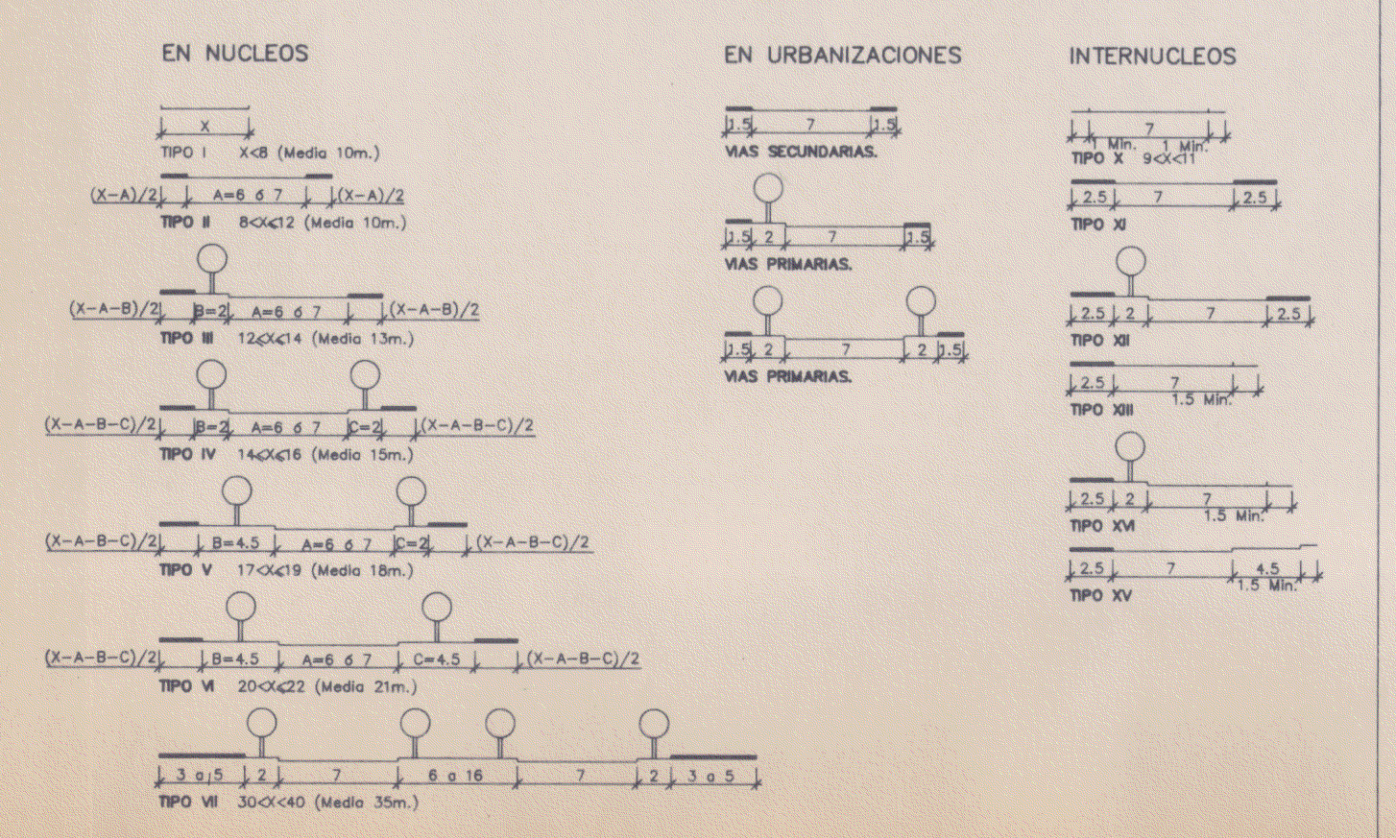 EN NUCLEOS
X
TIPO I X<8 (Media 10m.)
(X-A)/2 A=6 ó 7 (X-A)/2
TIPO II 8<X⩽12 (Media 10m.)
(X-A-B)/2 B=2 A=6 ó 7 (X-A-B)/2
TIPO III 12⩽X⩽14 (Media 13m.)
(X-A-B-C)/2 B=2 A=6 ó 7 C=2 (X-A-B-C)/2
TIPO IV 14⩽X⩽16 (Media 15m.)
(X-A-B-C)/2 B=4.5 A=6 ó 7 C=2 (X-A-B-C)/2
TIPO V 17<X⩽19 (Media 18m.)
(X-A-B-C)/2 B=4.5 A=6 ó 7 C=4.5 (X-A-B-C)/2
TIPO VI 20<X⩽22 (Media 21m.)
3 a 5 2 7 6 a 16 7 2 3 a 5
TIPO VII 30<X<40 (Media 35m.)
EN URBANIZACIONES
1.5 7 1.5
VIAS SECUNDARIAS.
1.5 2 7 1.5
VIAS PRIMARIAS.
1.5 2 7 2 1.5
VIAS PRIMARIAS.
INTERNUCLEOS
7
1 Min. 1 Min.
TIPO X 9<X<11
2.5 7 2.5
TIPO XI
2.5 2 7 2.5
TIPO XII
2.5 7
1.5 Min.
TIPO XIII
2.5 2 7
1.5 Min.
TIPO XVI
2.5 7 4.5
1.5 Min.
TIPO XV